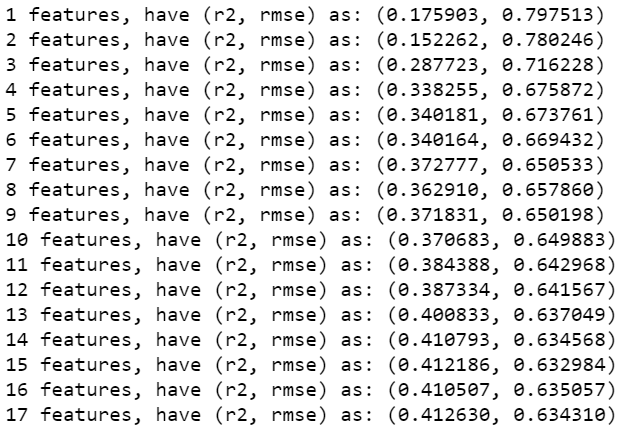 1 features, have (r2, rmse) as: (0.175903, 0.797513)
2 features, have (r2, rmse) as: (0.152262, 0.780246)
3 features, have (r2, rmse) as: (0.287723, 0.716228)
4 features, have (r2, rmse) as: (0.338255, 0.675872)
5 features, have (r2, rmse) as: (0.340181, 0.673761)
6 features, have (r2, rmse) as: (0.340164, 0.669432)
7 features, have (r2, rmse) as: (0.372777, 0.650533)
8 features, have (r2, rmse) as: (0.362910, 0.657860)
9 features, have (r2, rmse) as: (0.371831, 0.650198)
10 features, have (r2, rmse) as: (0.370683, 0.649883)
11 features, have (r2, rmse) as: (0.384388, 0.642968)
12 features, have (r2, rmse) as: (0.387334, 0.641567)
13 features, have (r2, rmse) as: (0.400833, 0.637049)
14 features, have (r2, rmse) as: (0.410793, 0.634568)
15 features, have (r2, rmse) as: (0.412186, 0.632984)
16 features, have (r2, rmse) as: (0.410507, 0.635057)
17 features, have (r2, rmse) as: (0.412630, 0.634310)